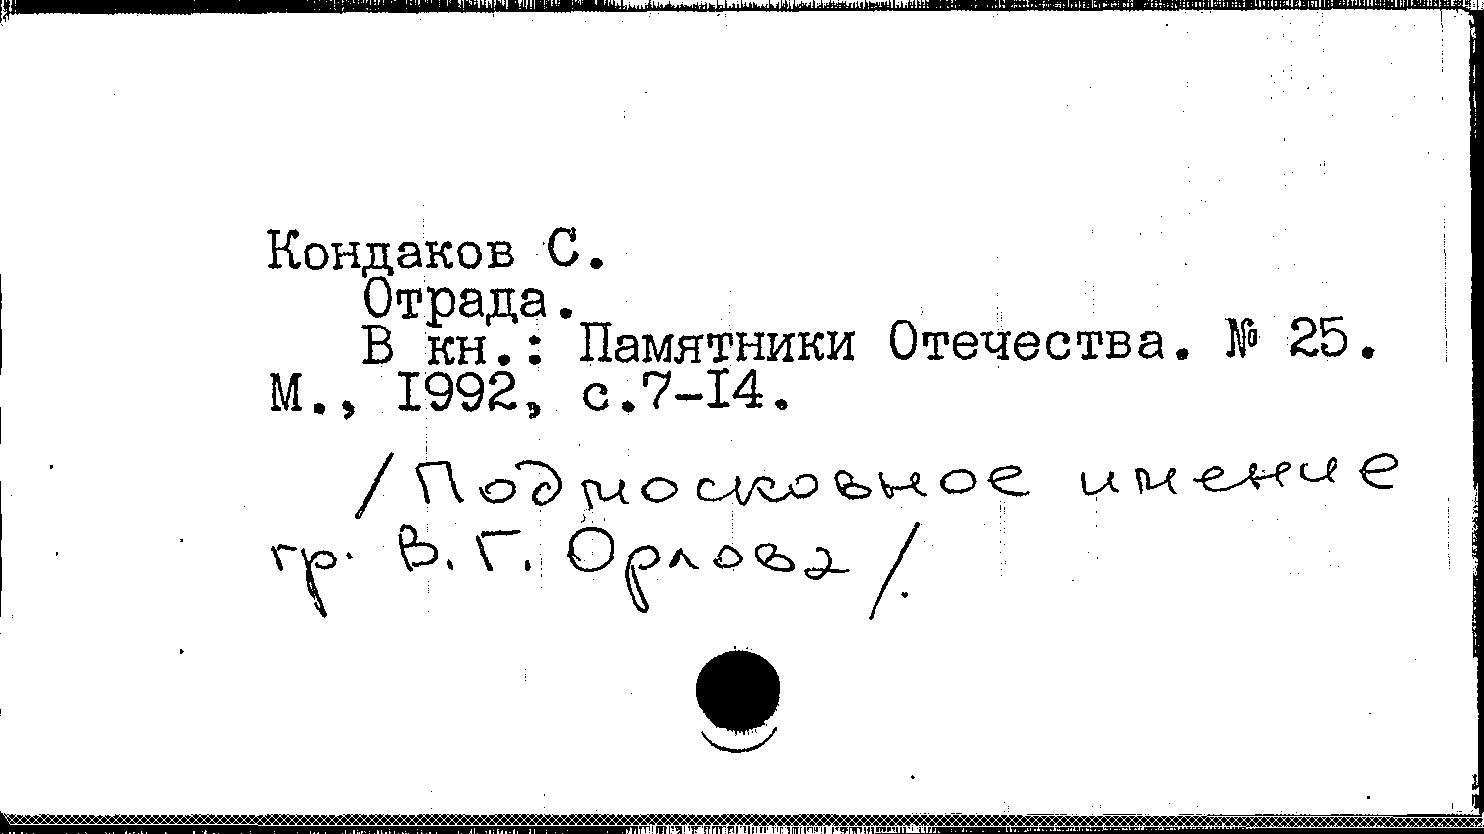 Кондаков С.
Отрада.
В кн.: Памятники Отечества. № 25.
М., 1992, с.7-14.
/Подмосковное имение
гр. В.Г. Орлова/.